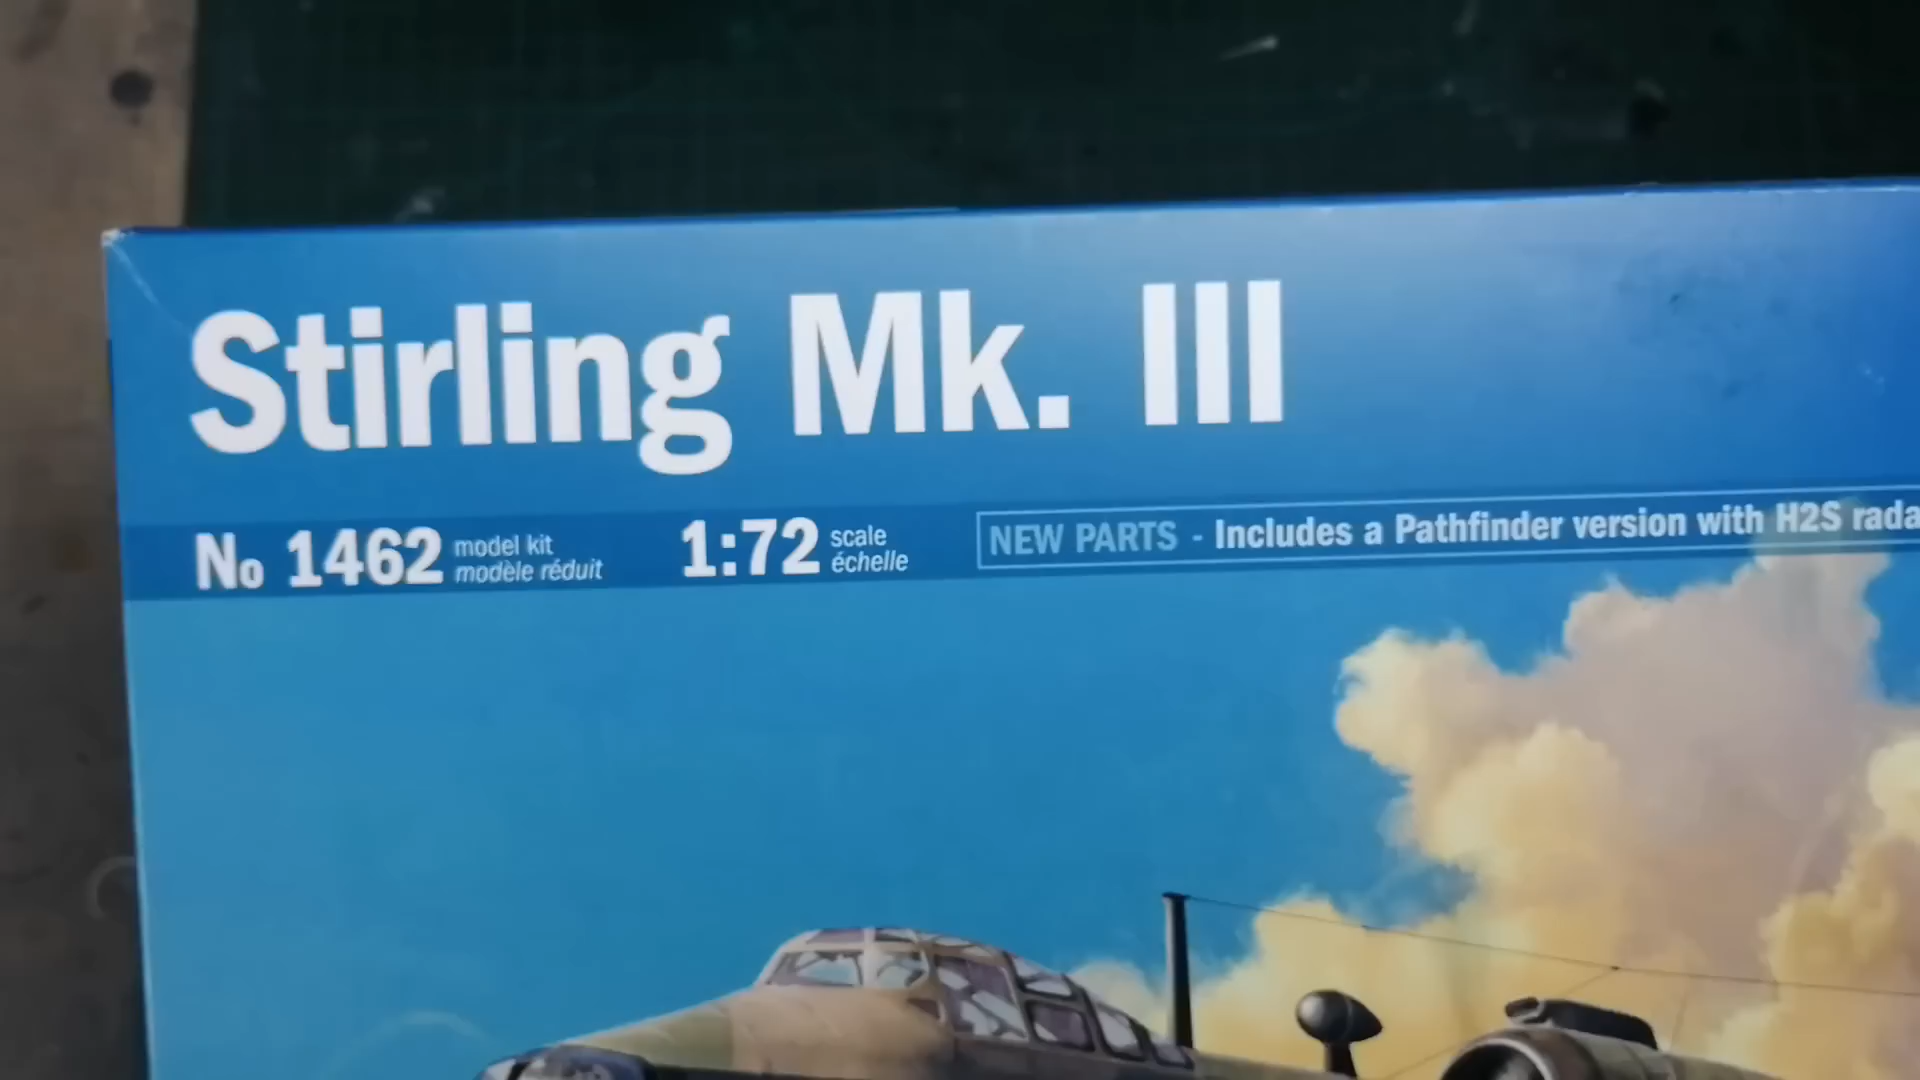 Stirling Mk. III
No 1462 model kit
modèle réduit
1:72 scale
échelle
NEW PARTS - Includes a Pathfinder version with H2S